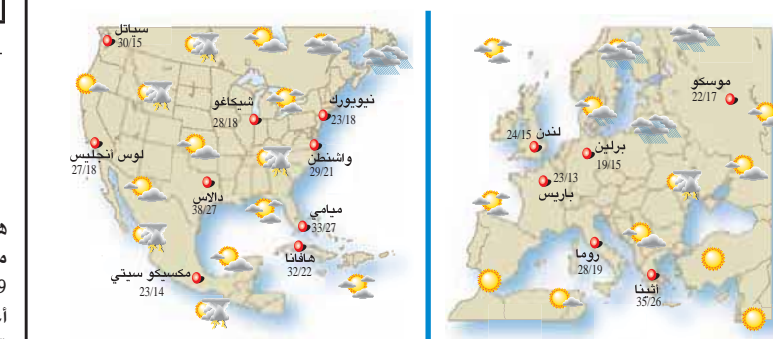 سياتل
30/15
شيكاغو
28/18
نيويورك
23/18
لوس أنجليس
27/18
واشنطن
29/21
دالاس
38/27
ميامي
33/27
هافانا
32/22
مكسيكو سيتي
23/14
موسكو
22/17
لندن
24/15
برلين
19/15
23/13
باريس
روما
28/19
أثينا
35/26